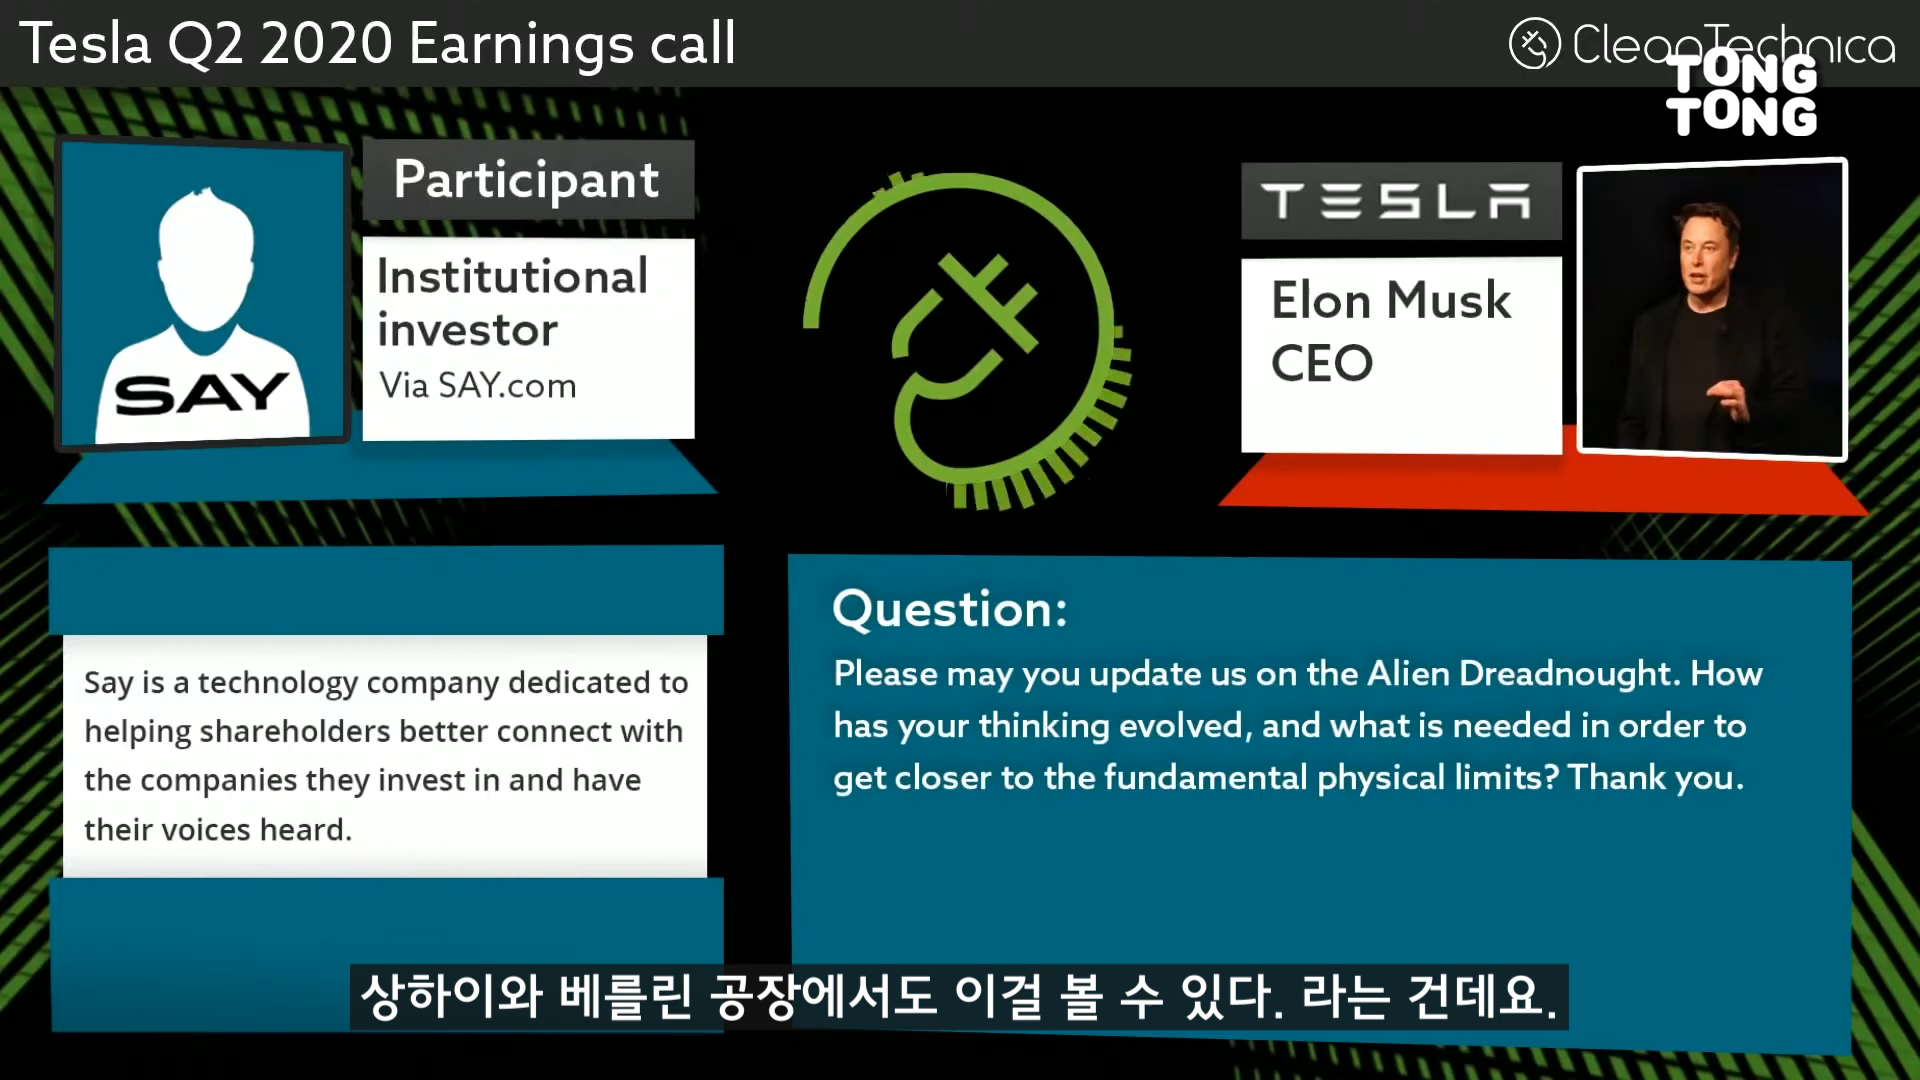 Tesla Q2 2020 Earnings call
CleanTechnica
TONG
TONG
Participant
Institutional
investor
Via SAY.com
SAY
TESLA
Elon Musk
CEO
Say is a technology company dedicated to
helping shareholders better connect with
the companies they invest in and have
their voices heard.
Question:
Please may you update us on the Alien Dreadnought. How
has your thinking evolved, and what is needed in order to
get closer to the fundamental physical limits? Thank you.
상하이와 베를린 공장에서도 이걸 볼 수 있다. 라는 건데요.